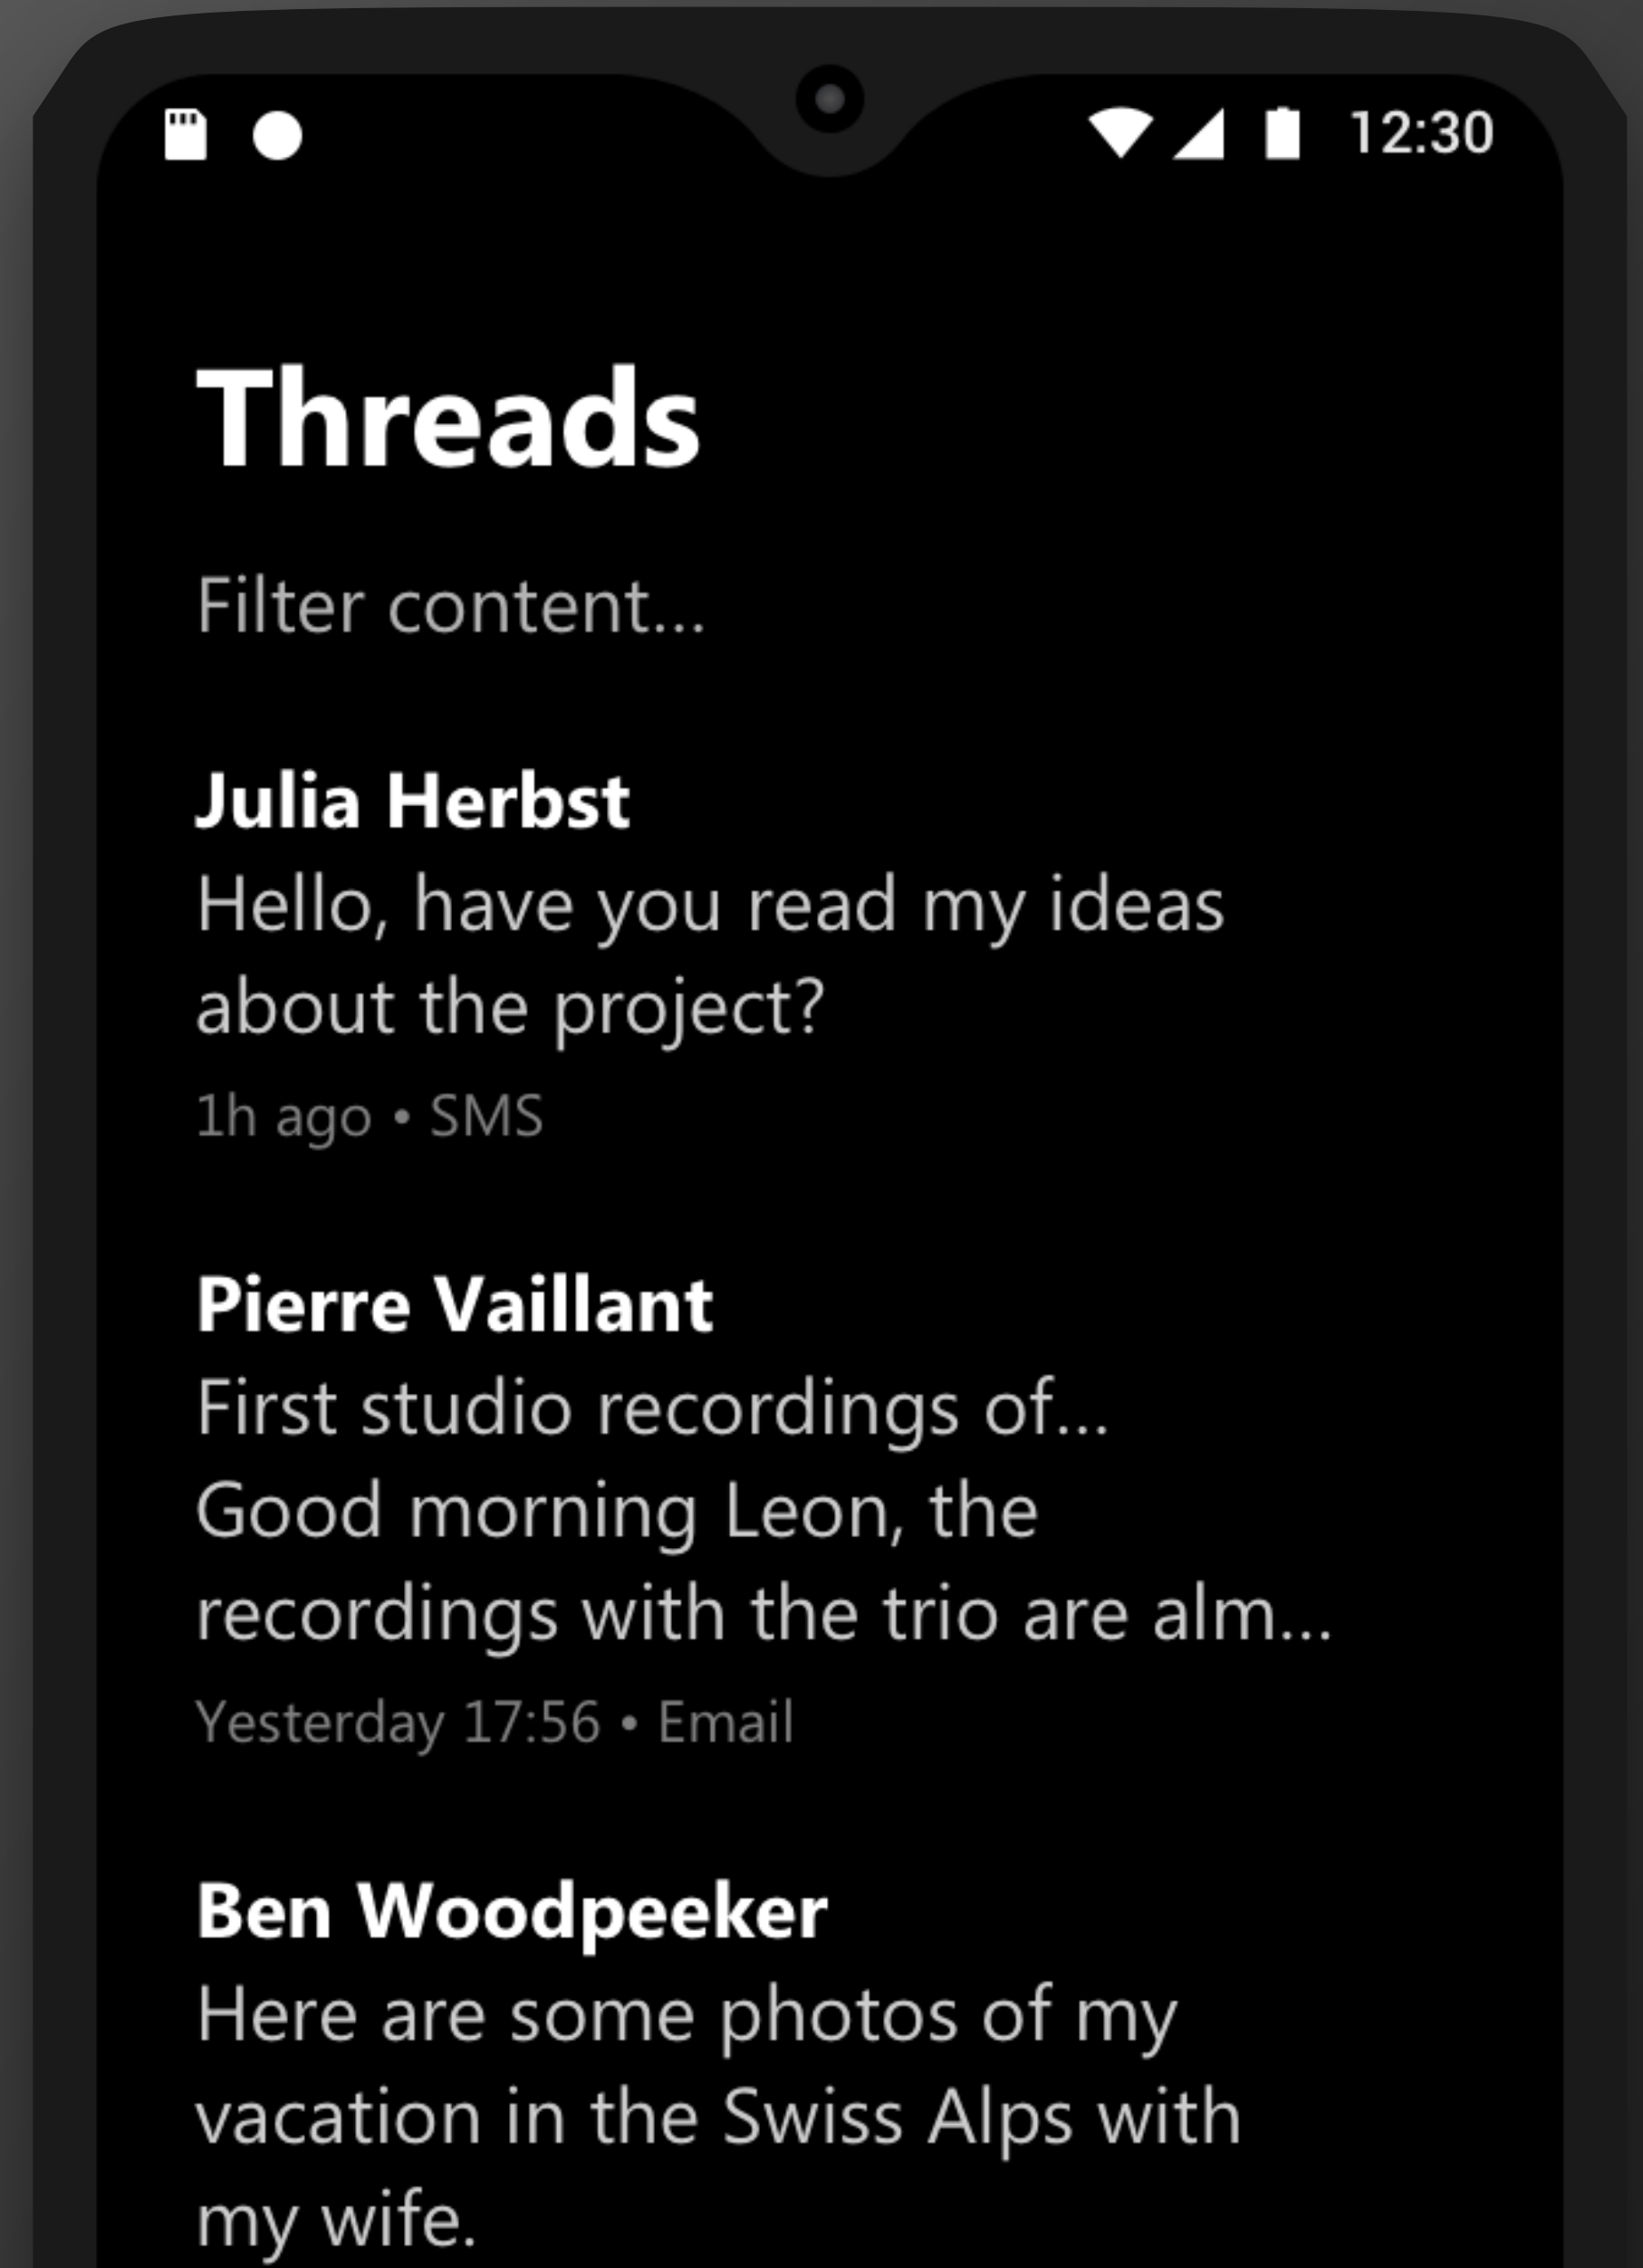 12:30
Threads
Filter content...
Julia Herbst
Hello, have you read my ideas
about the project?
1h ago • SMS
Pierre Vaillant
First studio recordings of...
Good morning Leon, the
recordings with the trio are alm...
Yesterday 17:56 • Email
Ben Woodpeeker
Here are some photos of my
vacation in the Swiss Alps with
my wife.